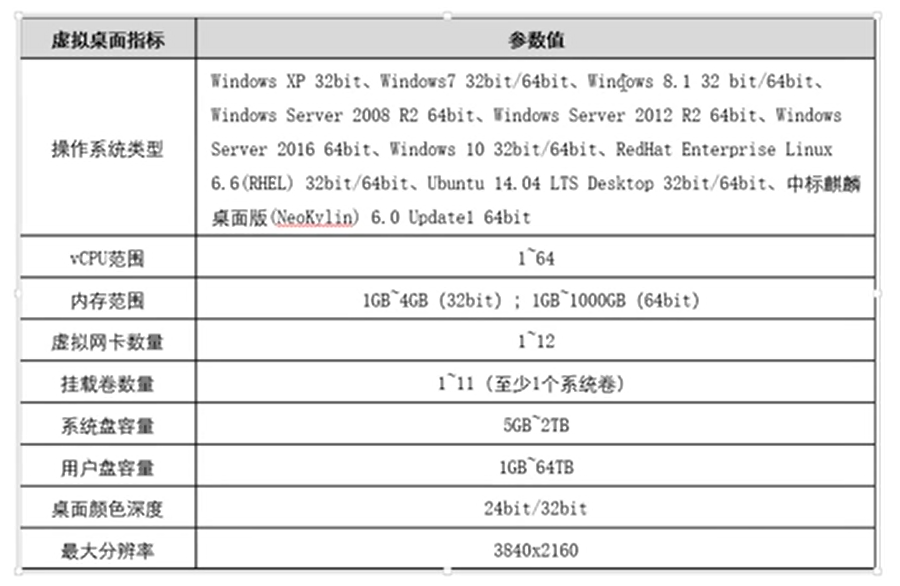 虚拟桌面指标 参数值
Windows XP 32bit、Windows7 32bit/64bit、Windows 8.1 32 bit/64bit、
Windows Server 2008 R2 64bit、Windows Server 2012 R2 64bit、Windows
操作系统类型 Server 2016 64bit、Windows 10 32bit/64bit、RedHat Enterprise Linux
6.6(RHEL) 32bit/64bit、Ubuntu 14.04 LTS Desktop 32bit/64bit、中标麒麟
桌面版(NeoKylin) 6.0 Update1 64bit
vCPU范围 1~64
内存范围 1GB~4GB (32bit) ; 1GB~1000GB (64bit)
虚拟网卡数量 1~12
挂载卷数量 1~11 (至少1个系统卷)
系统盘容量 5GB~2TB
用户盘容量 1GB~64TB
桌面颜色深度 24bit/32bit
最大分辨率 3840x2160